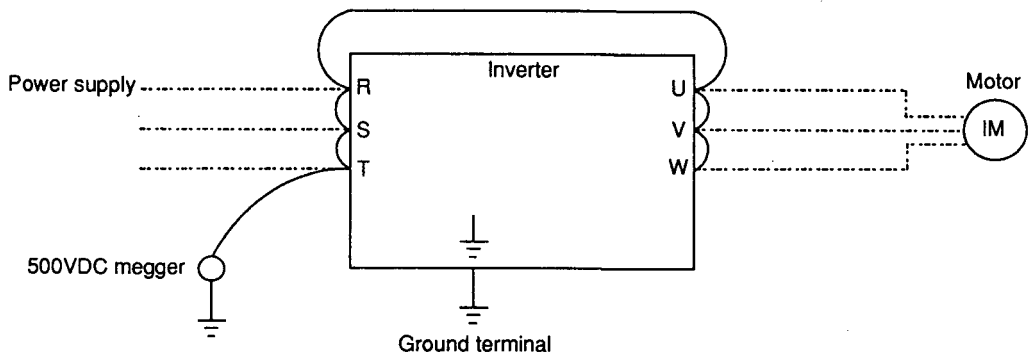 Inverter
Power supply
R
U
Motor
S
V
IM
T
W
500VDC megger
Ground terminal